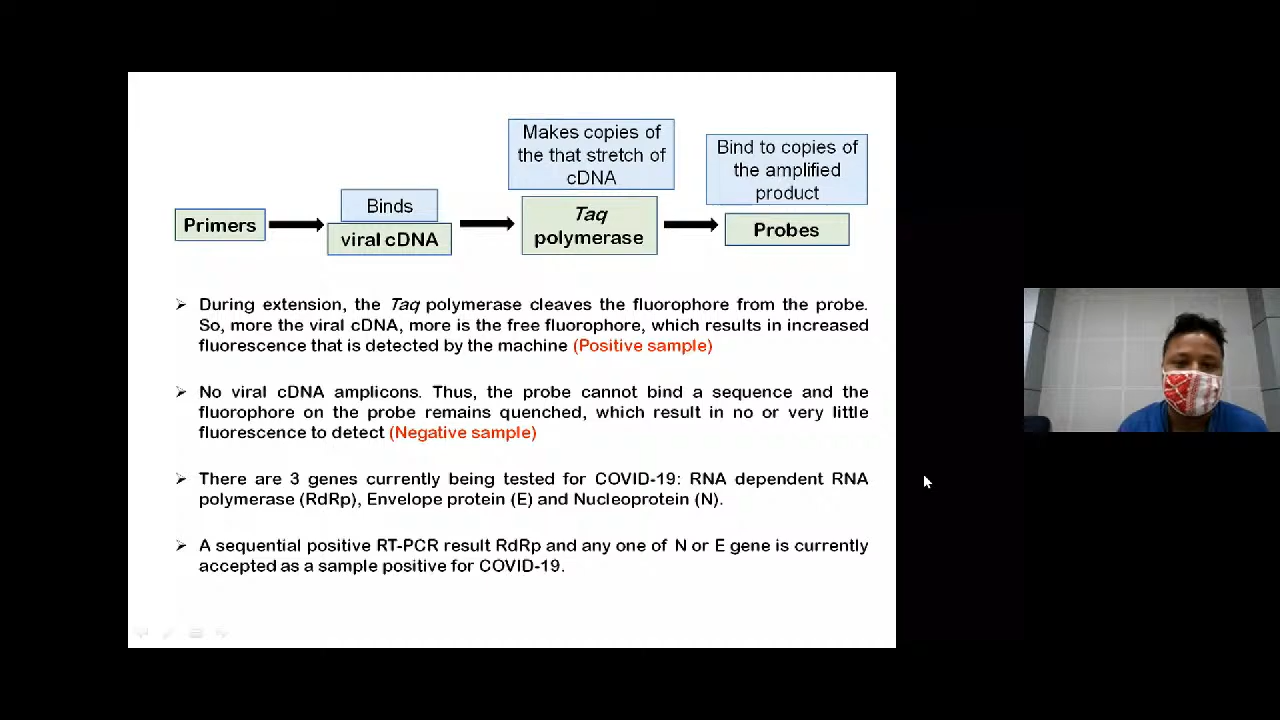 Makes copies of
the that stretch of
cDNA
Bind to copies of
the amplified
product
Binds
Primers
viral cDNA
Taq
polymerase
Probes
During extension, the Taq polymerase cleaves the fluorophore from the probe.
So, more the viral cDNA, more is the free fluorophore, which results in increased
fluorescence that is detected by the machine (Positive sample)
No viral cDNA amplicons. Thus, the probe cannot bind a sequence and the
fluorophore on the probe remains quenched, which result in no or very little
fluorescence to detect (Negative sample)
There are 3 genes currently being tested for COVID-19: RNA dependent RNA
polymerase (RdRp), Envelope protein (E) and Nucleoprotein (N).
A sequential positive RT-PCR result RdRp and any one of N or E gene is currently
accepted as a sample positive for COVID-19.